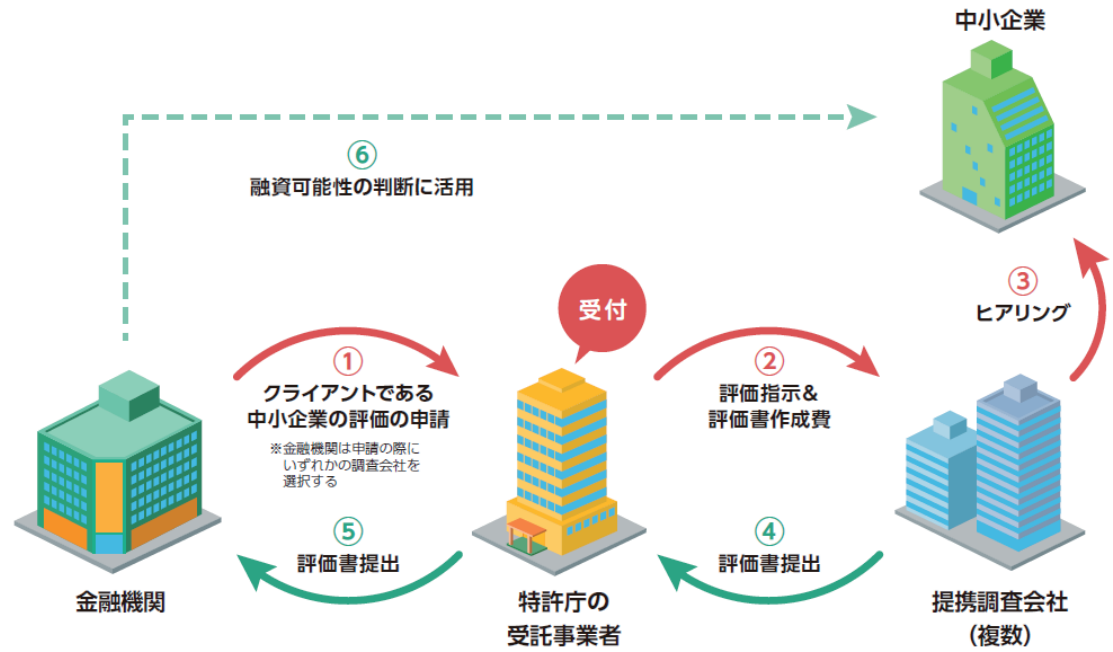 中小企業
⑥
融資可能性の判断に活用
受付
③
ヒアリング
①
クライアントである
中小企業の評価の申請
※金融機関は申請の際に
いずれかの調査会社を
選択する
②
評価指示&
評価書作成費
⑤
評価書提出
④
評価書提出
金融機関
特許庁の
受託事業者
提携調査会社
(複数)